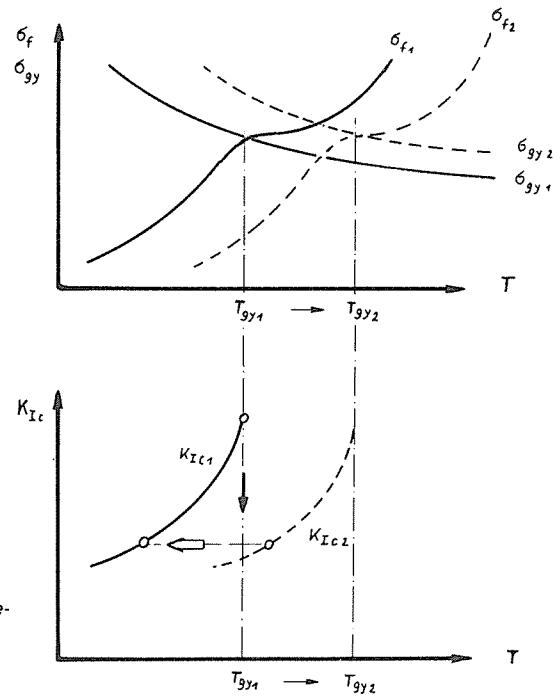 σf
σgy
σf1
σf2
σgy2
σgy1
T
Tgy1 → Tgy2
KIc
KIc1
KIc2
e-
T
Tgy1 → Tgy2